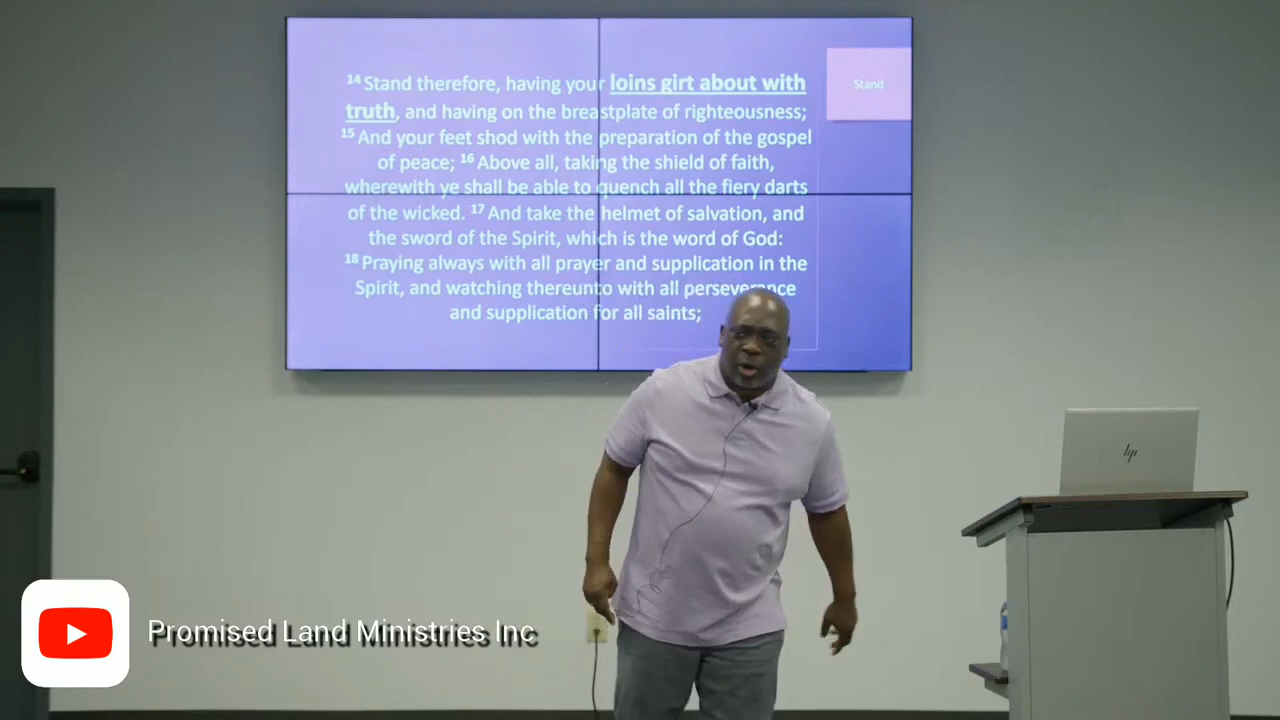 14 Stand therefore, having your loins girt about with
truth, and having on the breastplate of righteousness;
15 And your feet shod with the preparation of the gospel
of peace; 16 Above all, taking the shield of faith,
wherewith ye shall be able to quench all the fiery darts
of the wicked. 17 And take the helmet of salvation, and
the sword of the Spirit, which is the word of God:
18 Praying always with all prayer and supplication in the
Spirit, and watching thereunto with all perseverance
and supplication for all saints;
Stand
hp
Promised Land Ministries Inc